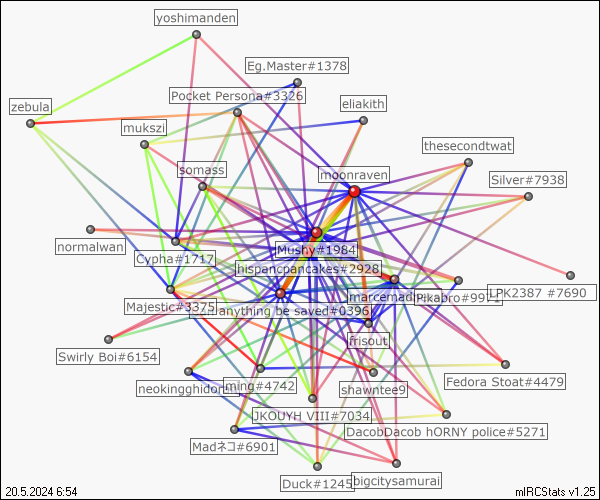 yoshimanden
Eg.Master#1378
Pocket Persona#3326
zebula
eliakith
mukszi
thesecondtwat
somass
moonraven
Silver#7938
normalwan
Mushy#1984
Cypha#1717
hispancpancakes#2928
Majestic#3375
marcemad
Pikabro#997
LPK2387 #7690
anything be saved#0396
frisout
Swirly Boi#6154
neokingghidor
ming#4742
shawntee9
Fedora Stoat#4479
JKOUYH VIII#7034
DacobDacob hORNY police#5271
Madネコ#6901
Duck#1245
bigcitysamurai
20.5.2024 6:54
mIRCStats v1.25